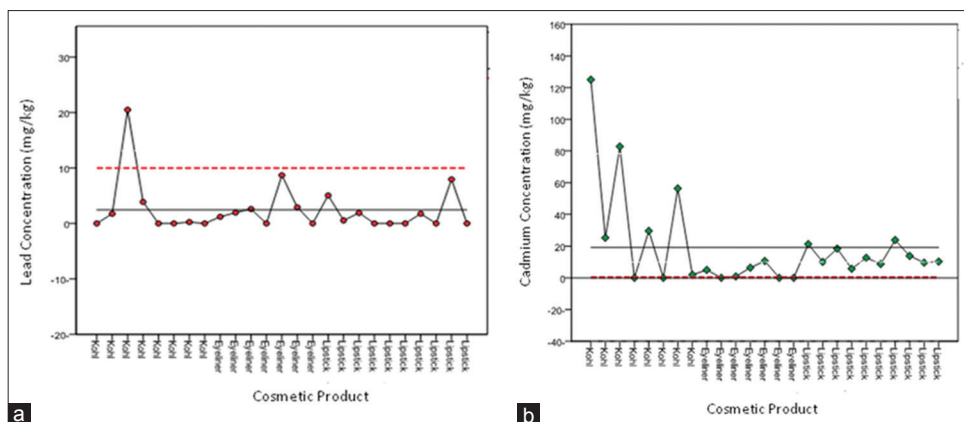 Lead Concentration (mg/kg)
30
20
10
0
-10-
-20-
Kohl
Kohl
Kohl
Kohl
Kohl
Kohl
Kohl
Kohl
Eyeliner
Eyeliner
Eyeliner
Eyeliner
Eyeliner
Eyeliner
Eyeliner
Lipstick
Lipstick
Lipstick
Lipstick
Lipstick
Lipstick
Lipstick
Lipstick
Lipstick
Lipstick
Cosmetic Product
a
Cadmium Concentration (mg/kg)
160
140
120
100
80
60
40
20
0
-20-
-40-
Kohl
Kohl
Kohl
Kohl
Kohl
Kohl
Kohl
Kohl
Eyeliner
Eyeliner
Eyeliner
Eyeliner
Eyeliner
Eyeliner
Eyeliner
Lipstick
Lipstick
Lipstick
Lipstick
Lipstick
Lipstick
Lipstick
Lipstick
Lipstick
Lipstick
Cosmetic Product
b